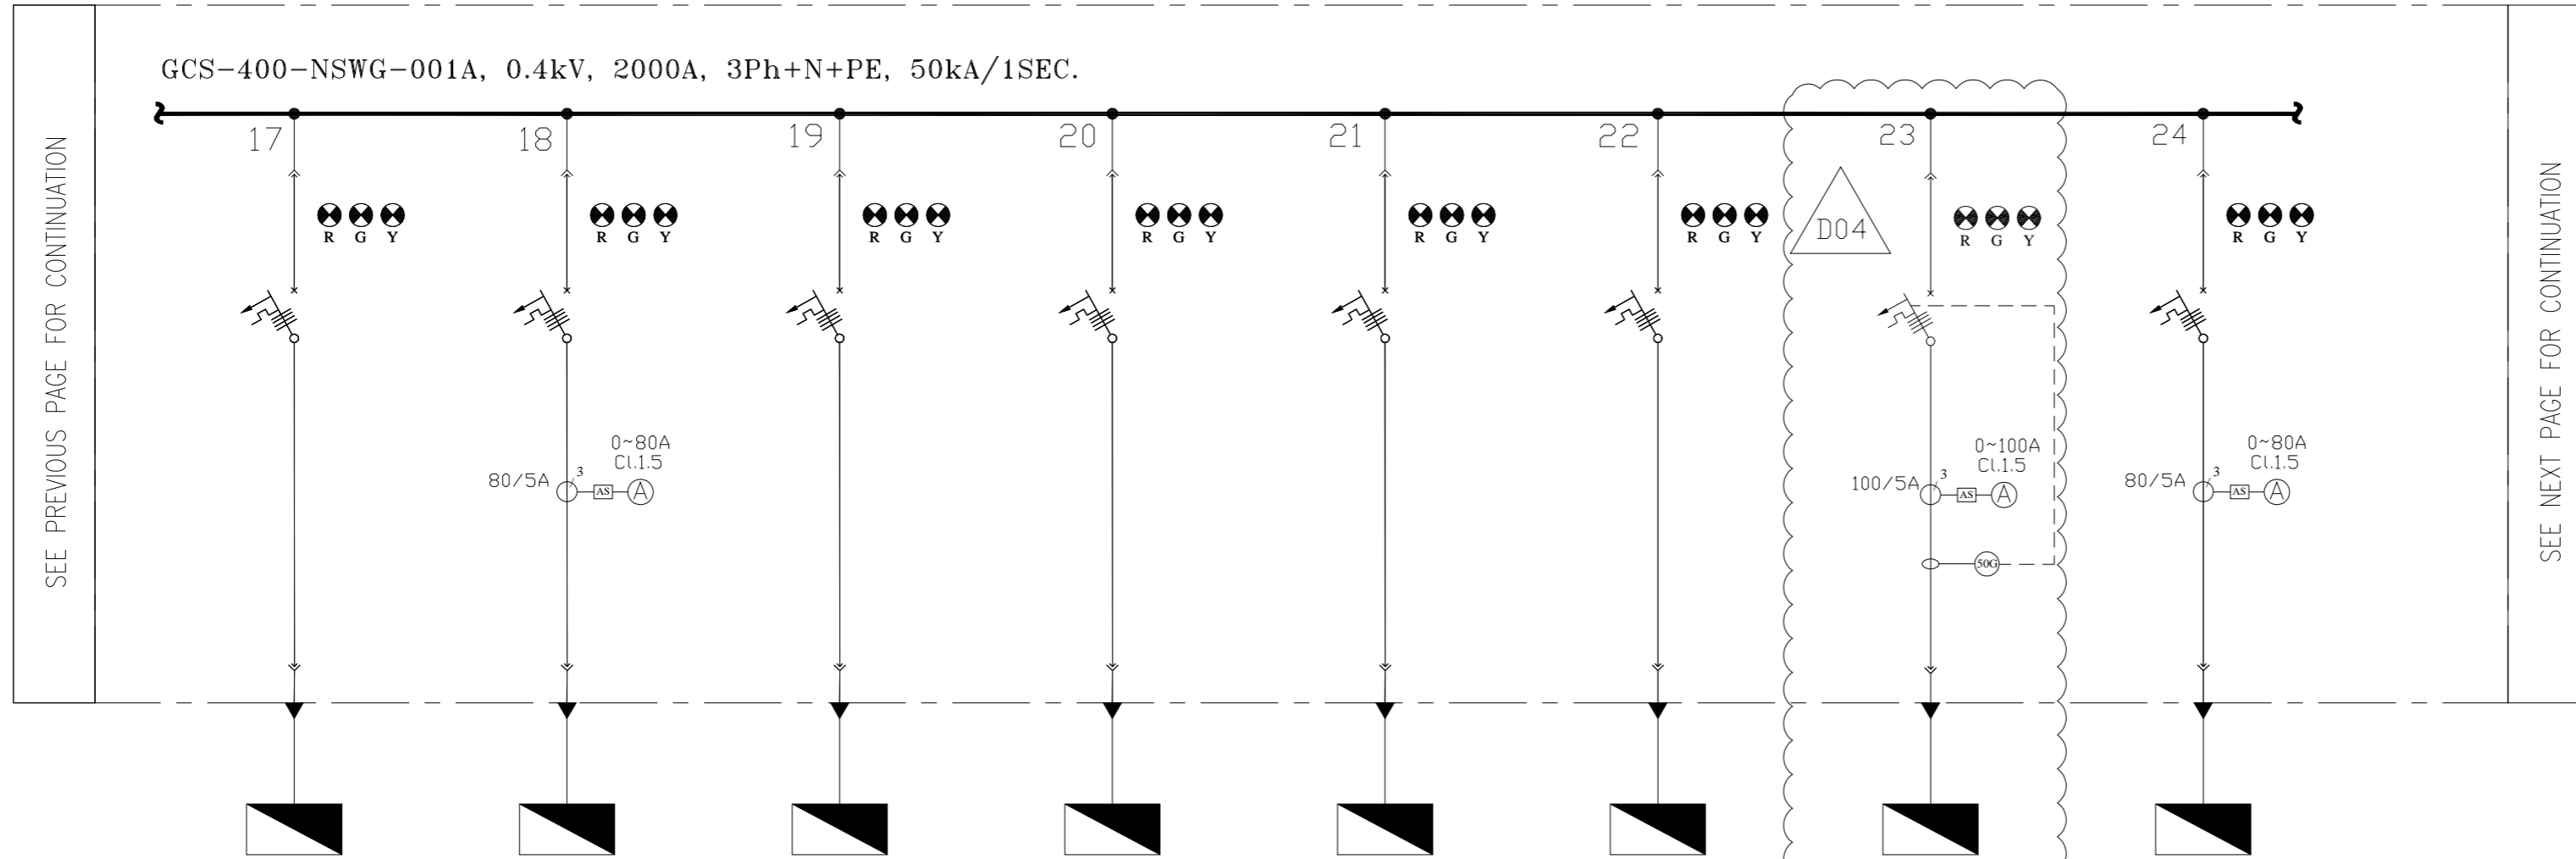 GCS-400-NSWG-001A, 0.4kV, 2000A, 3Ph+N+PE, 50kA/1SEC.
SEE PREVIOUS PAGE FOR CONTINUATION
17
R G Y
18
R G Y
0~80A
Cl.1.5
80/5A
3
AS
A
19
R G Y
20
R G Y
21
R G Y
22
R G Y
23
D04
R G Y
0~100A
Cl.1.5
100/5A
3
AS
A
50G
24
R G Y
0~80A
Cl.1.5
80/5A
3
AS
A
SEE NEXT PAGE FOR CONTINUATION